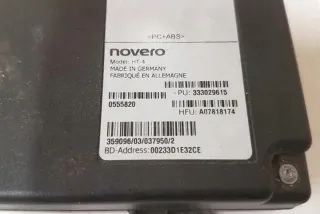 >PC+ABS<
novero
Model: HT-4
MADE IN GERMANY
FABRIQUÉ EN ALLEMAGNE
PU: 333029615
0555820
HFU: A07818174
359096/03/037950/2
BD-Address: 00233D1E32CE